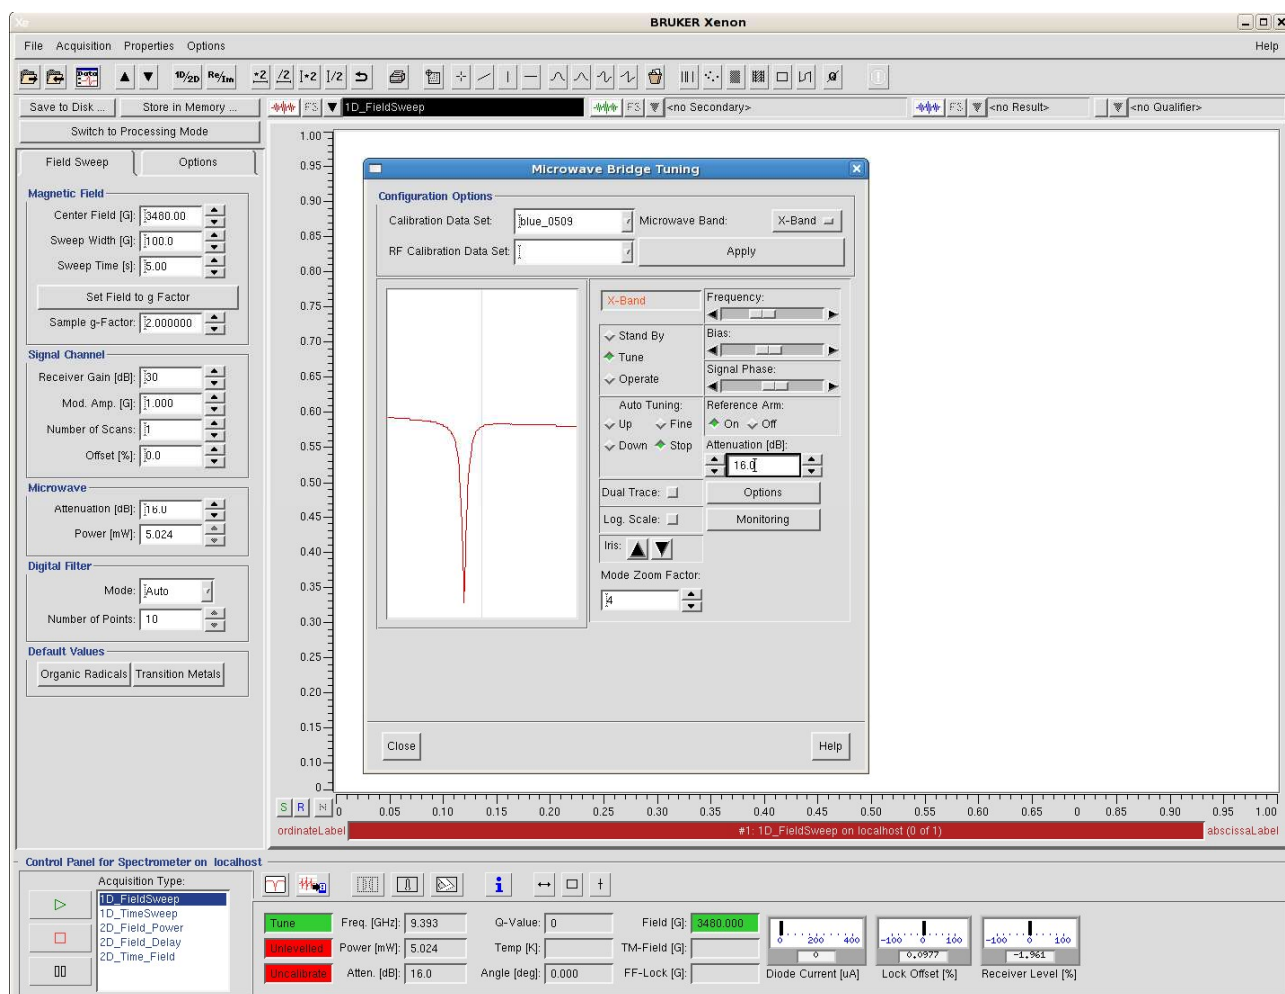 BRUKER Xenon
File Acquisition Properties Options Help
1D/2D Re/Im *2 /2 I*2 I/2
Save to Disk ... Store in Memory ... FS 1D_FieldSweep FS <no Secondary> FS <no Result> <no Qualifier>
Switch to Processing Mode
Field Sweep Options
Magnetic Field
Center Field [G]: 3480.00
Sweep Width [G]: 100.0
Sweep Time [s]: 5.00
Set Field to g Factor
Sample g-Factor: 2.000000
Signal Channel
Receiver Gain [dB]: 30
Mod. Amp. [G]: 1.000
Number of Scans: 1
Offset [%]: 0.0
Microwave
Attenuation [dB]: 16.0
Power [mW]: 5.024
Digital Filter
Mode: Auto
Number of Points: 10
Default Values
Organic Radicals Transition Metals
1.00
0.95
0.90
0.85
0.80
0.75
0.70
0.65
0.60
0.55
0.50
0.45
0.40
0.35
0.30
0.25
0.20
0.15
0.10
0
Microwave Bridge Tuning
Configuration Options
Calibration Data Set: blue_0509 Microwave Band: X-Band
RF Calibration Data Set: Apply
X-Band
Frequency:
Stand By
Bias:
Tune
Signal Phase:
Operate
Auto Tuning: Reference Arm:
Up Fine On Off
Down Stop Attenuation [dB]:
16.0
Dual Trace: Options
Log. Scale: Monitoring
Iris:
Mode Zoom Factor:
4
Close Help
S R 0 0.05 0.10 0.15 0.20 0.25 0.30 0.35 0.40 0.45 0.50 0.55 0.60 0.65 0 0.85 0.90 0.95 1.00
ordinateLabel #1: 1D_FieldSweep on localhost (0 of 1) abscissaLabel
Control Panel for Spectrometer on localhost
Acquisition Type:
1D_FieldSweep
1D_TimeSweep
2D_Field_Power
2D_Field_Delay
2D_Time_Field
Tune Freq. [GHz]: 9.393 Q-Value: 0 Field [G]: 3480.000
Unlevelled Power [mW]: 5.024 Temp [K]: TM-Field [G]:
Uncalibrate Atten. [dB]: 16.0 Angle [deg]: 0.000 FF-Lock [G]:
0 200 400 -100 0 100 -100 0 100
0 0.0977 -1.961
Diode Current [uA] Lock Offset [%] Receiver Level [%]